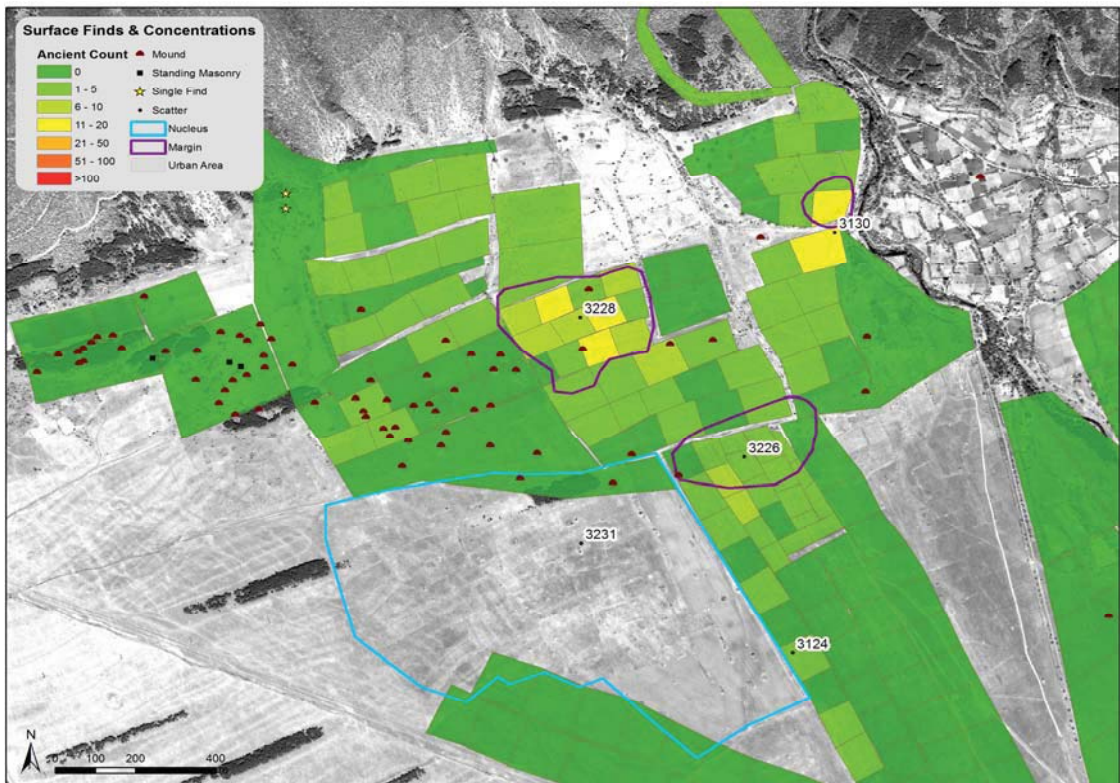 Surface Finds & Concentrations
Ancient Count
0
1 - 5
6 - 10
11 - 20
21 - 50
51 - 100
>100
Mound
Standing Masonry
Single Find
Scatter
Nucleus
Margin
Urban Area
3130
3228
3226
3231
3124
N
0 100 200 400